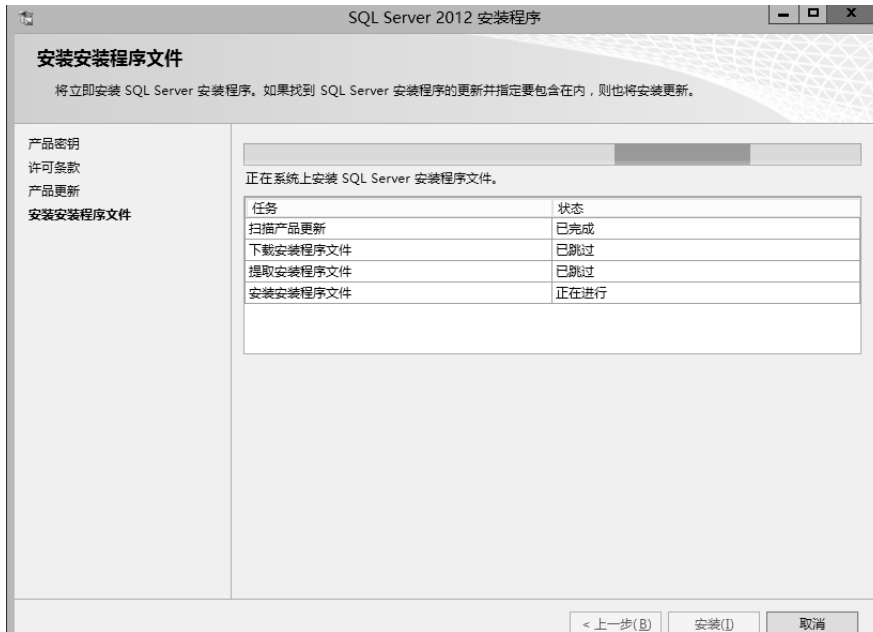 SQL Server 2012 安装程序
安装安装程序文件
将立即安装 SQL Server 安装程序。如果找到 SQL Server 安装程序的更新并指定要包含在内，则也将安装更新。
产品密钥
许可条款
产品更新
安装安装程序文件
正在系统上安装 SQL Server 安装程序文件。
任务 状态
扫描产品更新 已完成
下载安装程序文件 已跳过
提取安装程序文件 已跳过
安装安装程序文件 正在进行
< 上一步(B) 安装(I) 取消